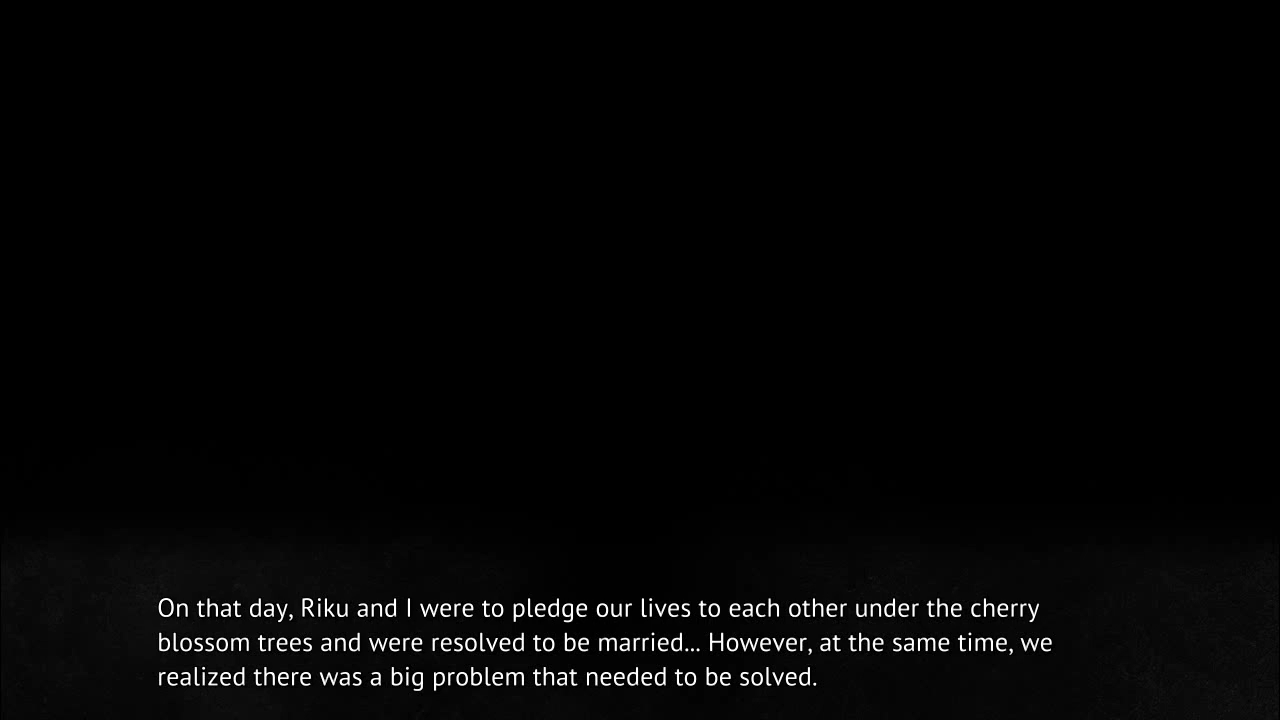 On that day, Riku and I were to pledge our lives to each other under the cherry
blossom trees and were resolved to be married... However, at the same time, we
realized there was a big problem that needed to be solved.